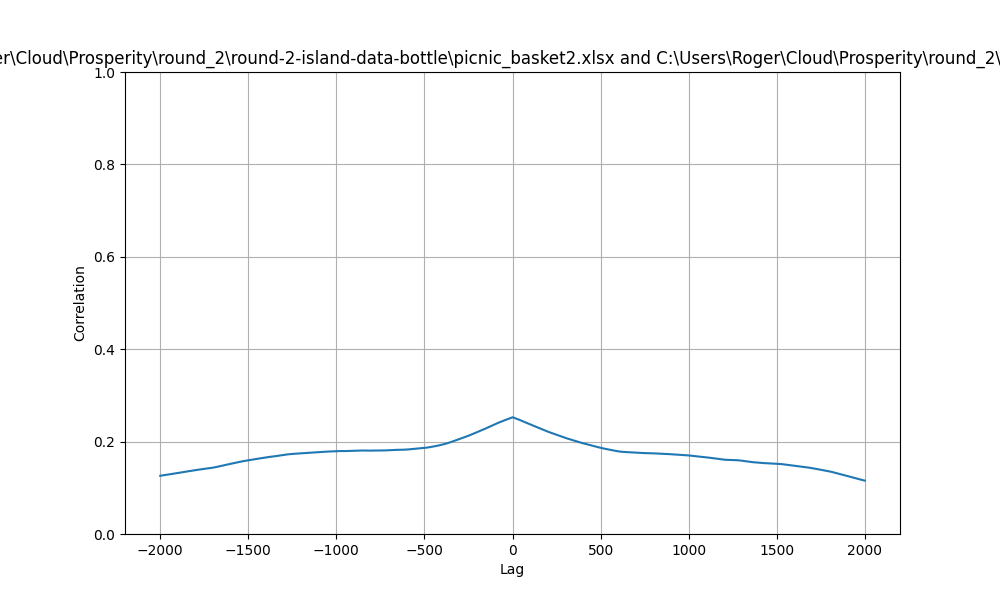 er\Cloud\Prosperity\round_2\round-2-island-data-bottle\picnic_basket2.xlsx and C:\Users\Roger\Cloud\Prosperity\round_2\
1.0
0.8
0.6
0.4
0.2
0.0
Correlation
−2000 −1500 −1000 −500 0 500 1000 1500 2000
Lag